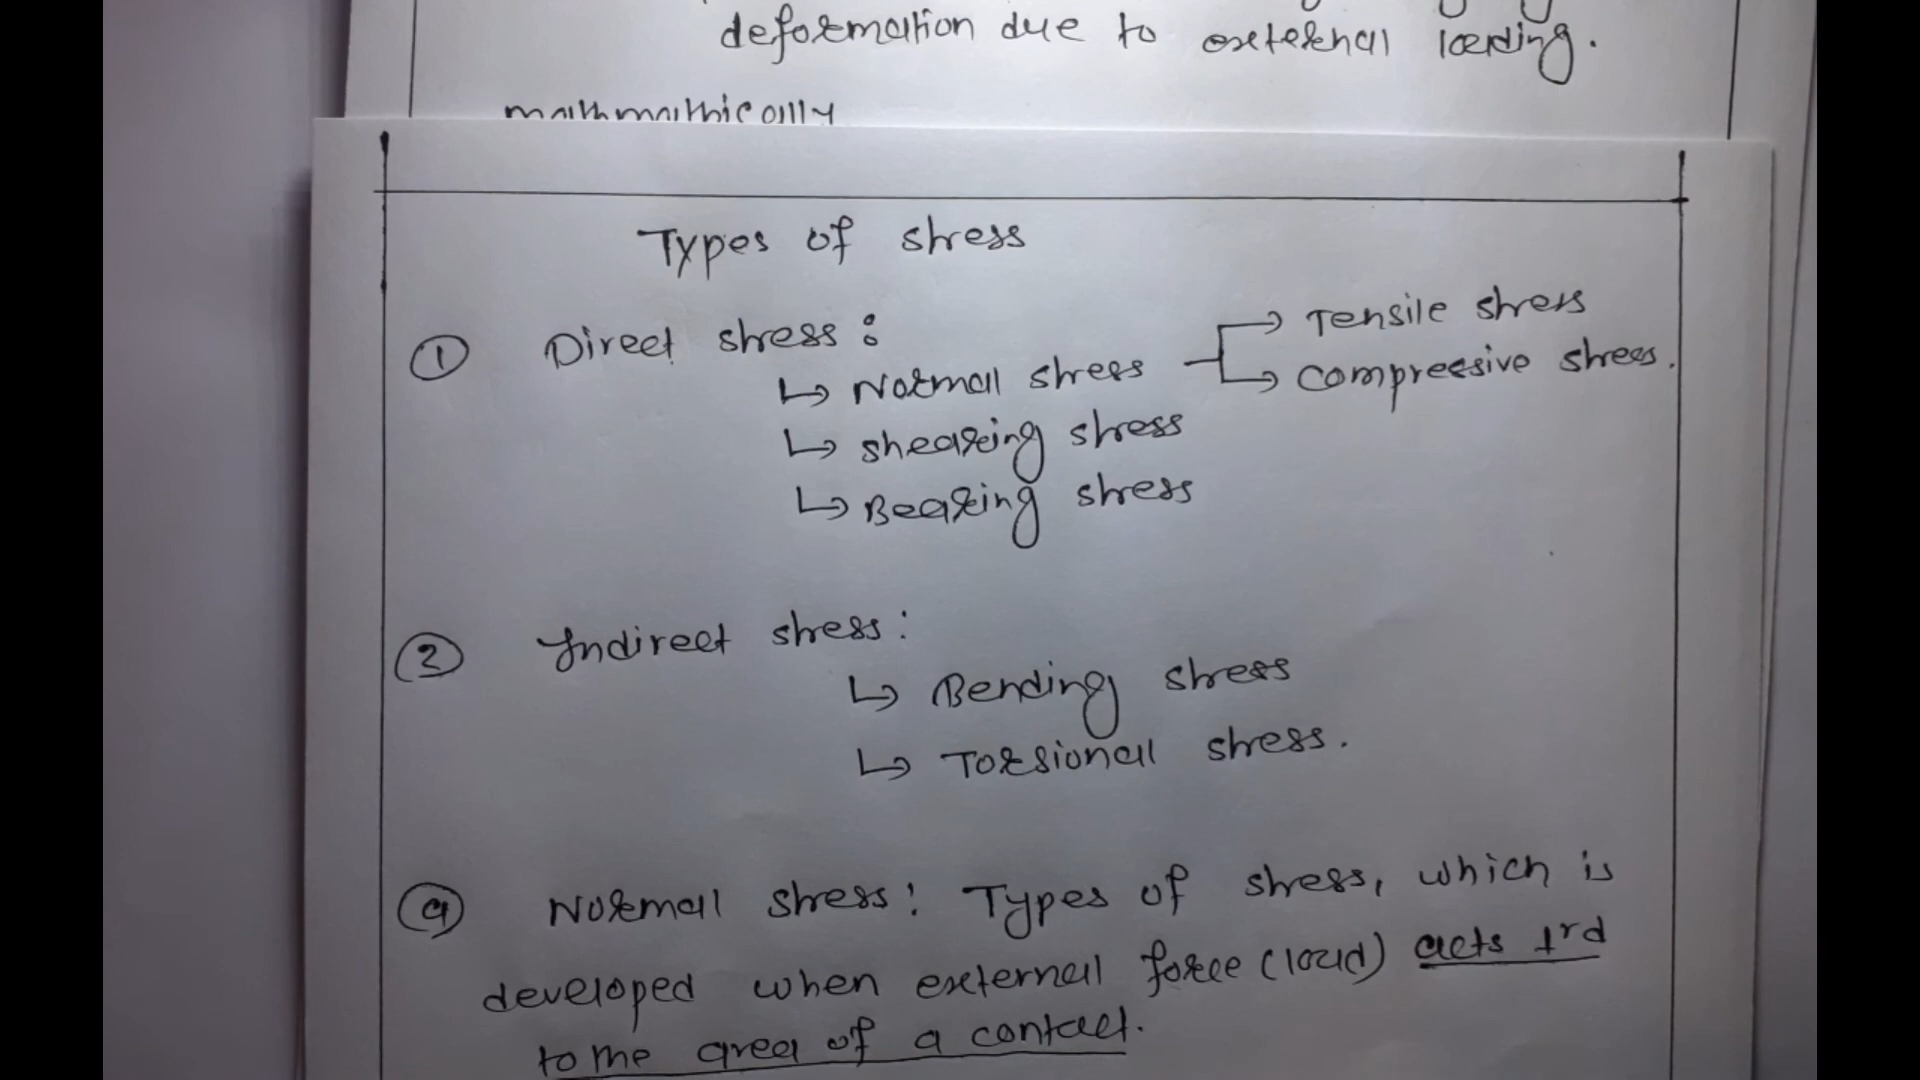 deformation due to external loading.
mathmathically
Types of stress
① Direct stress :
↳ Normal stress → Tensile stress
→ compressive stress.
↳ shearing stress
↳ Bearing stress
② Indirect stress :
↳ Bending stress
↳ Torsional stress.
ⓐ Normal stress : Types of stress, which is
developed when external force (load) acts ⊥rd
to the area of a contact.